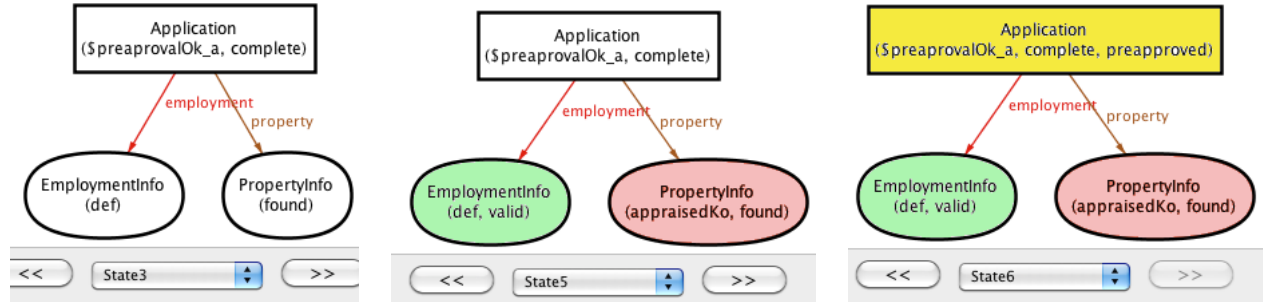 Application
($preaprovalOk_a, complete)
employment
property
EmploymentInfo
(def)
PropertyInfo
(found)
<<
State3
>>
Application
($preaprovalOk_a, complete)
employment
property
EmploymentInfo
(def, valid)
PropertyInfo
(appraisedKo, found)
<<
State5
>>
Application
($preaprovalOk_a, complete, preapproved)
employment
property
EmploymentInfo
(def, valid)
PropertyInfo
(appraisedKo, found)
<<
State6
>>